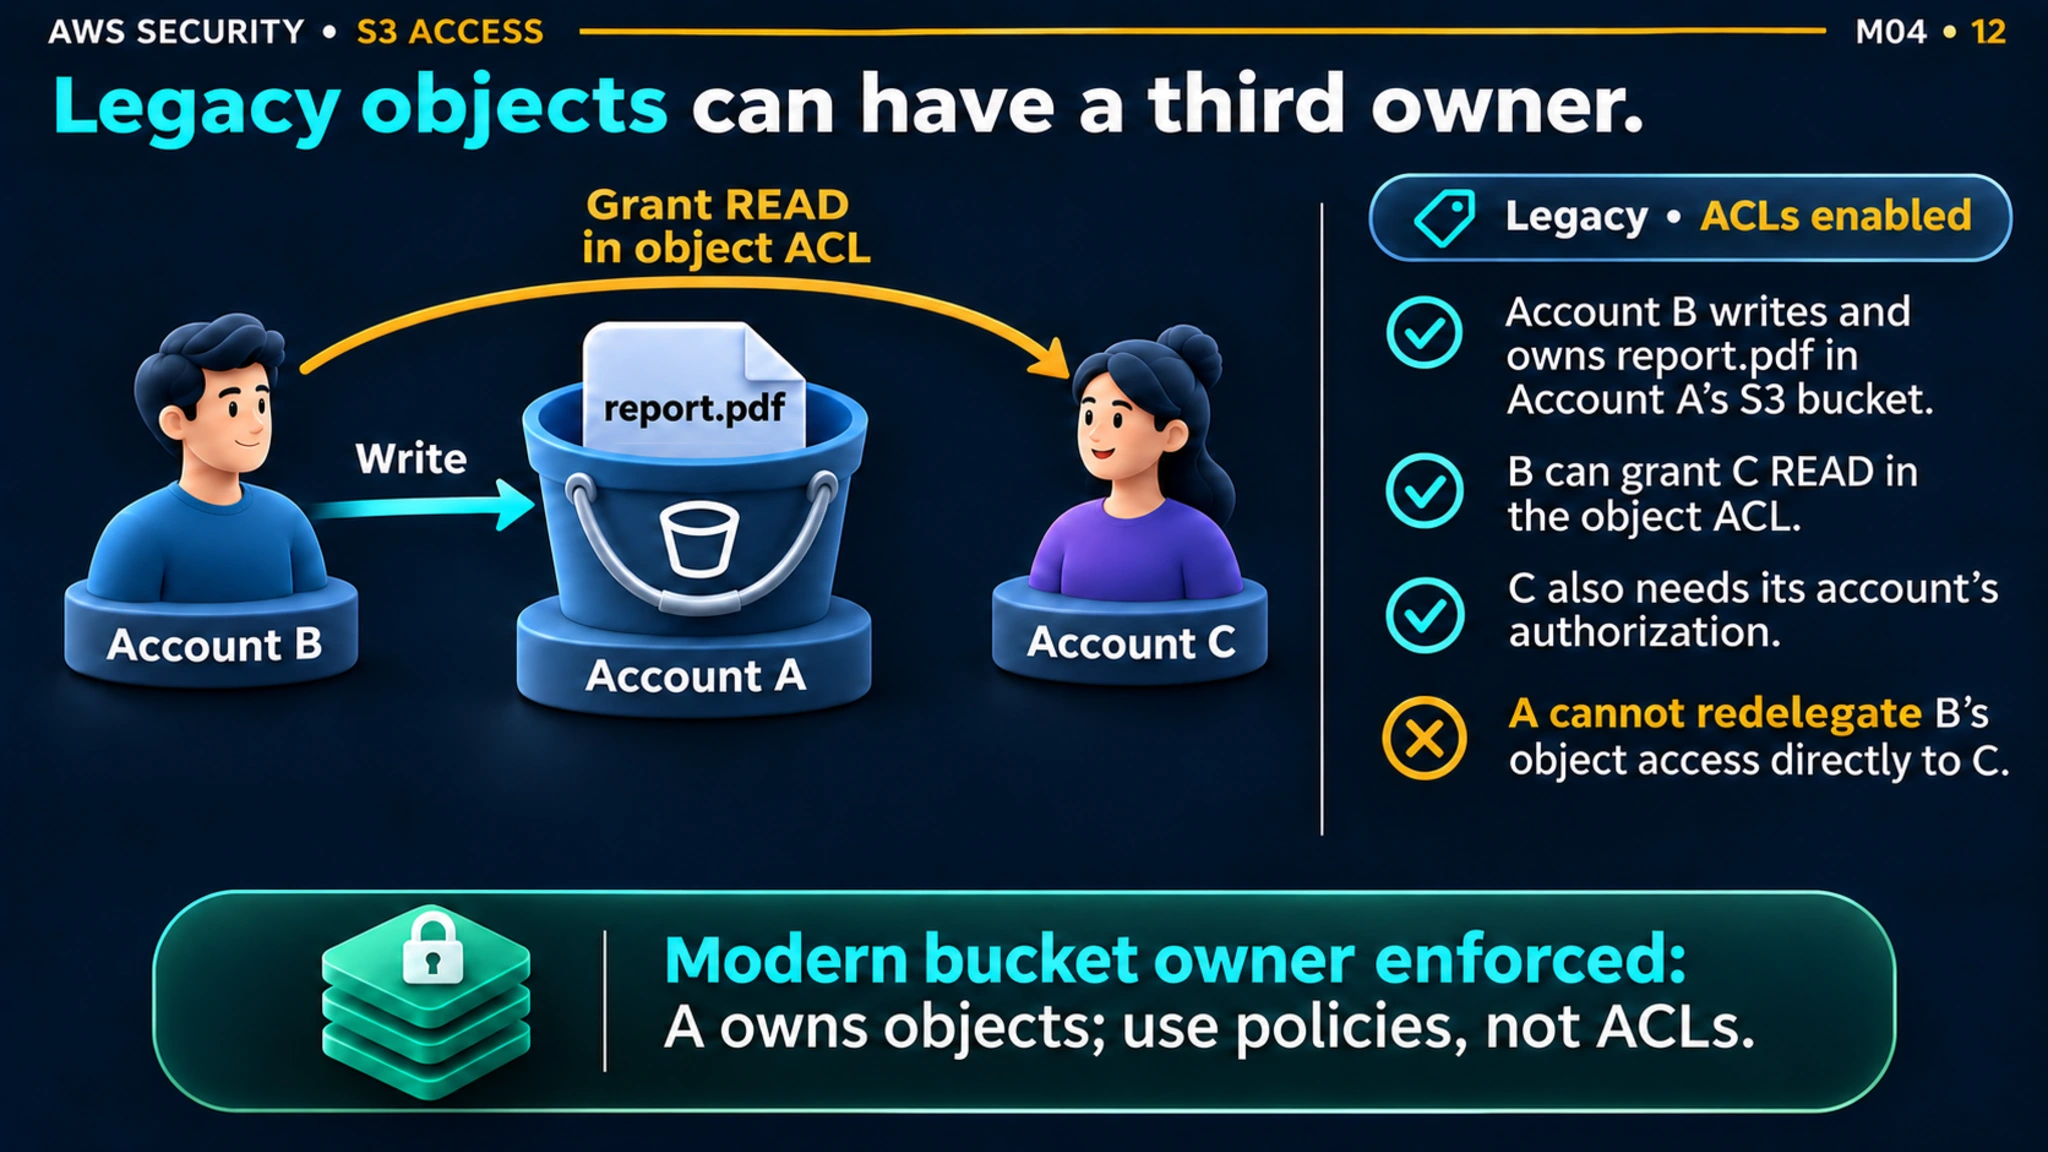 AWS SECURITY • S3 ACCESS
M04 • 12
Legacy objects can have a third owner.
Grant READ
in object ACL
report.pdf
Write
Account B
Account A
Account C
Legacy • ACLs enabled
Account B writes and
owns report.pdf in
Account A’s S3 bucket.
B can grant C READ in
the object ACL.
C also needs its account’s
authorization.
A cannot redelegate B’s
object access directly to C.
Modern bucket owner enforced:
A owns objects; use policies, not ACLs.